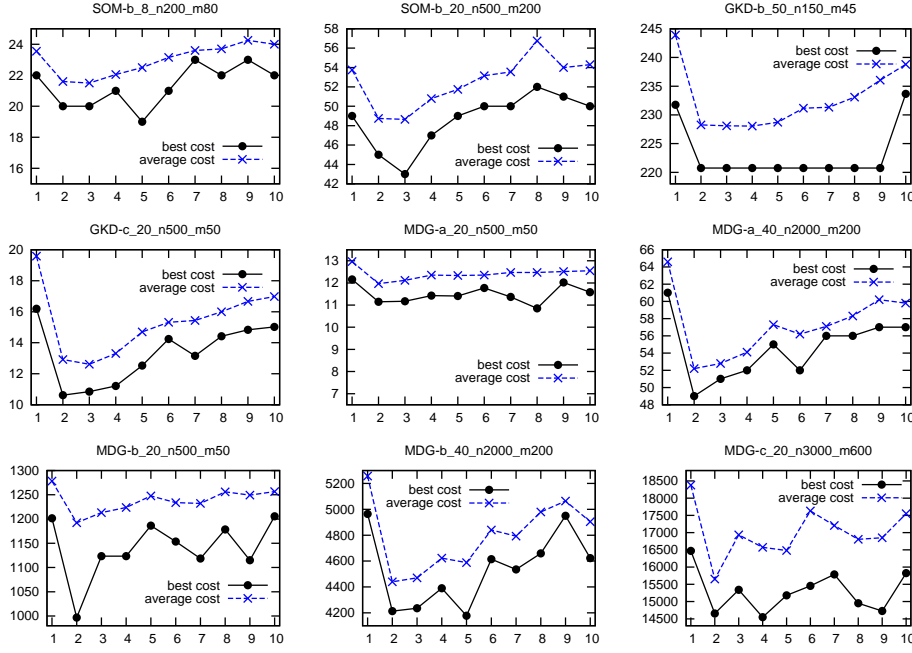 SOM-b_8_n200_m80
24
22
20
18
16
best cost
average cost
1 2 3 4 5 6 7 8 9 10
SOM-b_20_n500_m200
58
56
54
52
50
48
46
44
42
best cost
average cost
1 2 3 4 5 6 7 8 9 10
GKD-b_50_n150_m45
245
240
235
230
225
220
best cost
average cost
1 2 3 4 5 6 7 8 9 10
GKD-c_20_n500_m50
20
18
16
14
12
10
best cost
average cost
1 2 3 4 5 6 7 8 9 10
MDG-a_20_n500_m50
13
12
11
10
9
8
7
best cost
average cost
1 2 3 4 5 6 7 8 9 10
MDG-a_40_n2000_m200
66
64
62
60
58
56
54
52
50
48
best cost
average cost
1 2 3 4 5 6 7 8 9 10
MDG-b_20_n500_m50
1300
1250
1200
1150
1100
1050
1000
best cost
average cost
1 2 3 4 5 6 7 8 9 10
MDG-b_40_n2000_m200
5200
5000
4800
4600
4400
4200
best cost
average cost
1 2 3 4 5 6 7 8 9 10
MDG-c_20_n3000_m600
18500
18000
17500
17000
16500
16000
15500
15000
14500
best cost
average cost
1 2 3 4 5 6 7 8 9 10